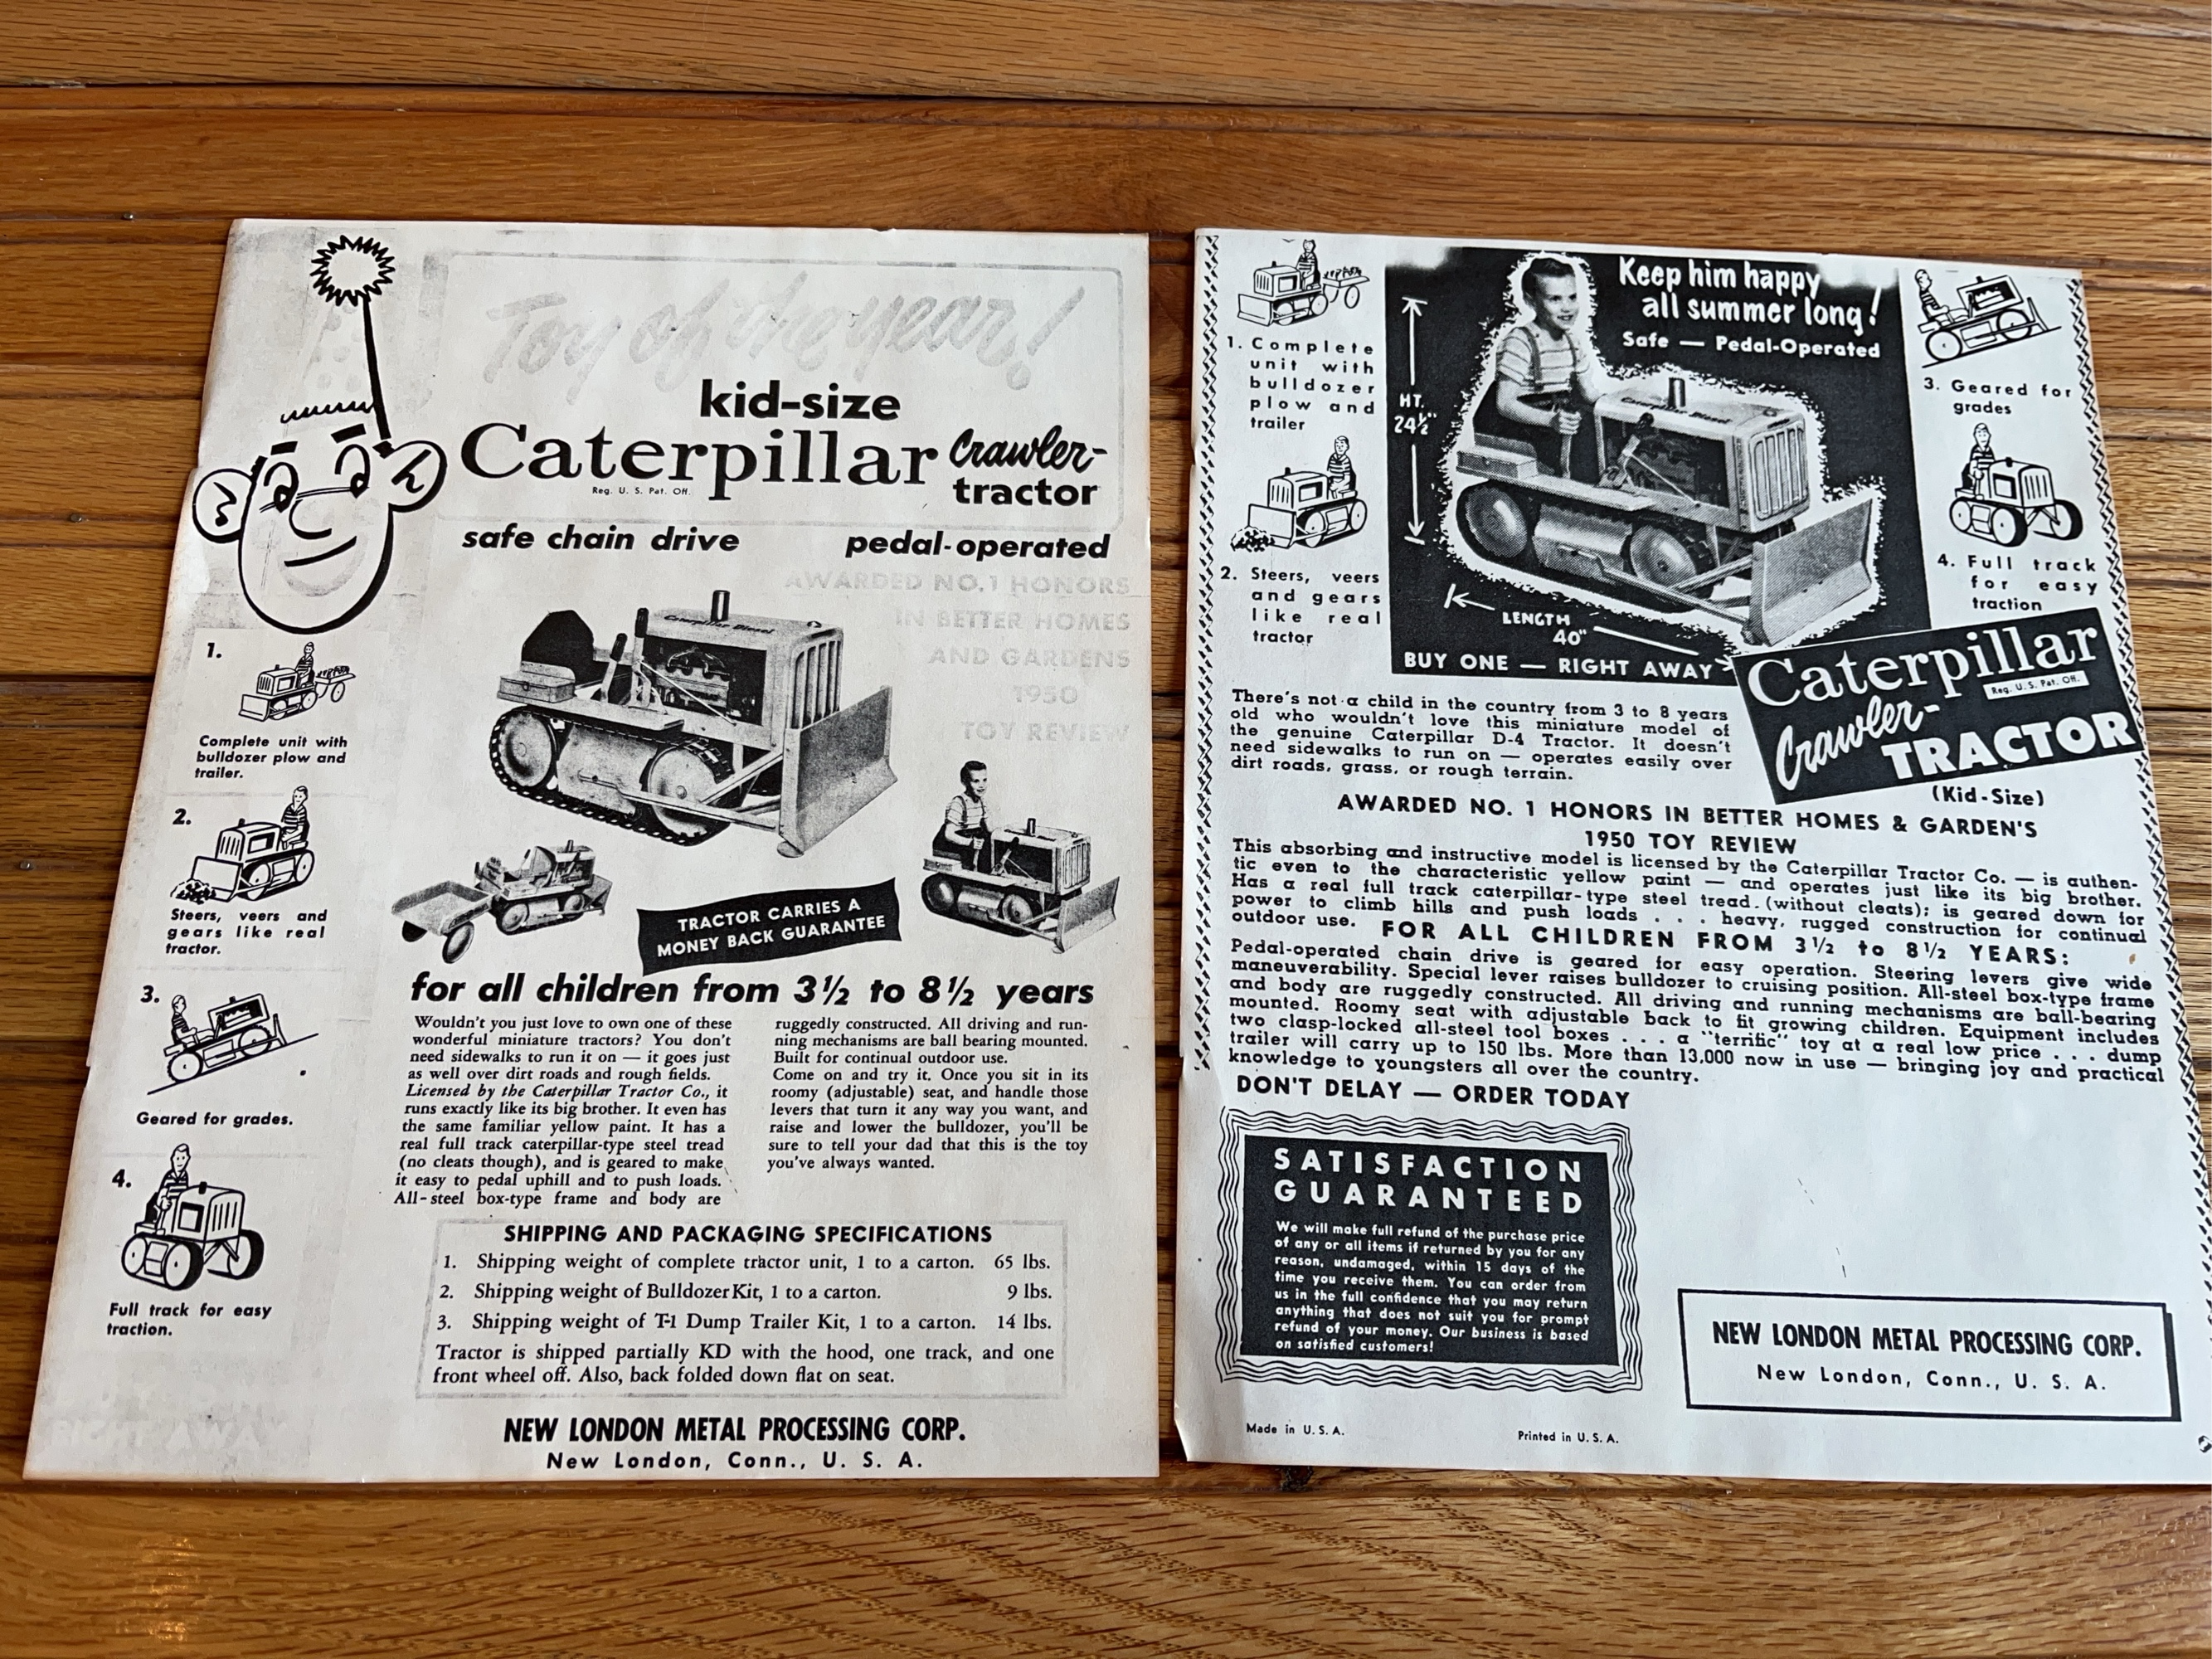 Toy of the year!
kid-size
Caterpillar Crawler-
tractor
Reg. U. S. Pat. Off.
safe chain drive pedal-operated
AWARDED NO. 1 HONORS
IN BETTER HOMES
AND GARDENS
1950
TOY REVIEW
1.
Complete unit with
bulldozer plow and
trailer.
2.
Steers, veers and
gears like real
tractor.
3.
Geared for grades.
4.
Full track for easy
traction.
RIGHT AWA
Caterpillar Diesel
TRACTOR CARRIES A
MONEY BACK GUARANTEE
for all children from 3½ to 8½ years
Wouldn't you just love to own one of these
wonderful miniature tractors? You don't
need sidewalks to run it on — it goes just
as well over dirt roads and rough fields.
Licensed by the Caterpillar Tractor Co., it
runs exactly like its big brother. It even has
the same familiar yellow paint. It has a
real full track caterpillar-type steel tread
(no cleats though), and is geared to make
it easy to pedal uphill and to push loads.
All-steel box-type frame and body are
ruggedly constructed. All driving and run-
ning mechanisms are ball bearing mounted.
Built for continual outdoor use.
Come on and try it. Once you sit in its
roomy (adjustable) seat, and handle those
levers that turn it any way you want, and
raise and lower the bulldozer, you'll be
sure to tell your dad that this is the toy
you've always wanted.
SHIPPING AND PACKAGING SPECIFICATIONS
1. Shipping weight of complete tractor unit, 1 to a carton. 65 lbs.
2. Shipping weight of Bulldozer Kit, 1 to a carton. 9 lbs.
3. Shipping weight of T-1 Dump Trailer Kit, 1 to a carton. 14 lbs.
Tractor is shipped partially KD with the hood, one track, and one
front wheel off. Also, back folded down flat on seat.
NEW LONDON METAL PROCESSING CORP.
New London, Conn., U. S. A.
1. Complete
unit with
bulldozer
plow and
trailer
2. Steers, veers
and gears
like real
tractor
Keep him happy
all summer long!
Safe — Pedal-Operated
HT.
24½"
Caterpillar Diesel
LENGTH
40"
BUY ONE — RIGHT AWAY
3. Geared for
grades
4. Full track
for easy
traction
Caterpillar
Reg. U. S. Pat. Off.
Crawler-
TRACTOR
(Kid-Size)
There's not a child in the country from 3 to 8 years
old who wouldn't love this miniature model of
the genuine Caterpillar D-4 Tractor. It doesn't
need sidewalks to run on — operates easily over
dirt roads, grass, or rough terrain.
AWARDED NO. 1 HONORS IN BETTER HOMES & GARDEN'S
1950 TOY REVIEW
This absorbing and instructive model is licensed by the Caterpillar Tractor Co. — is authen-
tic even to the characteristic yellow paint — and operates just like its big brother.
Has a real full track caterpillar-type steel tread (without cleats); is geared down for
power to climb hills and push loads . . . heavy, rugged construction for continual
outdoor use. FOR ALL CHILDREN FROM 3½ to 8½ YEARS:
Pedal-operated chain drive is geared for easy operation. Steering levers give wide
maneuverability. Special lever raises bulldozer to cruising position. All-steel box-type frame
and body are ruggedly constructed. All driving and running mechanisms are ball-bearing
mounted. Roomy seat with adjustable back to fit growing children. Equipment includes
two clasp-locked all-steel tool boxes . . . a "terrific" toy at a real low price . . . dump
trailer will carry up to 150 lbs. More than 13,000 now in use — bringing joy and practical
knowledge to youngsters all over the country.
DON'T DELAY — ORDER TODAY
SATISFACTION
GUARANTEED
We will make full refund of the purchase price
of any or all items if returned by you for any
reason, undamaged, within 15 days of the
time you receive them. You can order from
us in the full confidence that you may return
anything that does not suit you for prompt
refund of your money. Our business is based
on satisfied customers!
NEW LONDON METAL PROCESSING CORP.
New London, Conn., U. S. A.
Made in U. S. A. Printed in U. S. A.